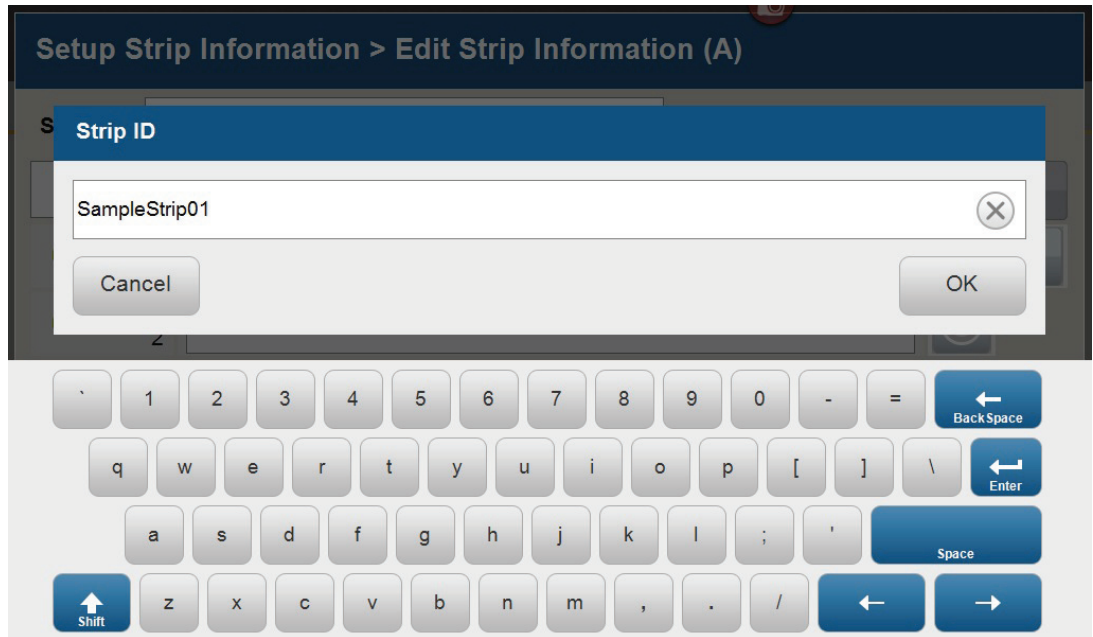 Setup Strip Information > Edit Strip Information (A)
S
Strip ID
SampleStrip01
Cancel
OK
2
` 1 2 3 4 5 6 7 8 9 0 - = BackSpace
q w e r t y u i o p [ ] \ Enter
a s d f g h j k l ; ' Space
Shift z x c v b n m , . /